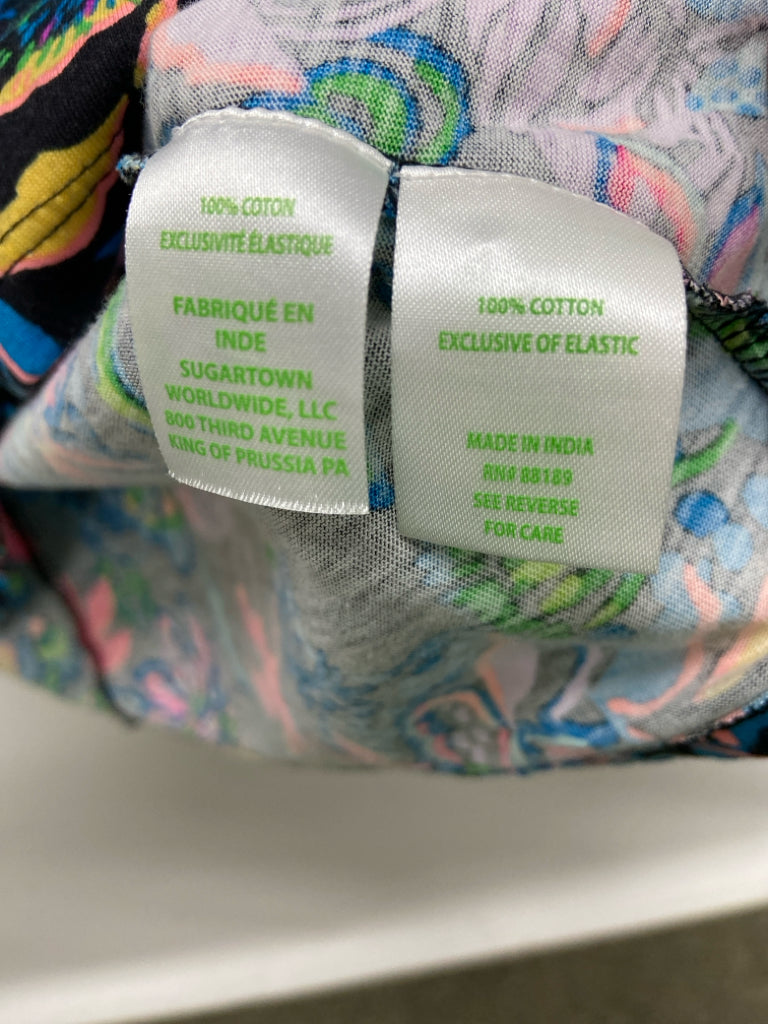 100% COTON
EXCLUSIVITÉ ÉLASTIQUE
FABRIQUÉ EN
INDE
SUGARTOWN
WORLDWIDE, LLC
800 THIRD AVENUE
KING OF PRUSSIA PA
100% COTTON
EXCLUSIVE OF ELASTIC
MADE IN INDIA
RN# 88189
SEE REVERSE
FOR CARE